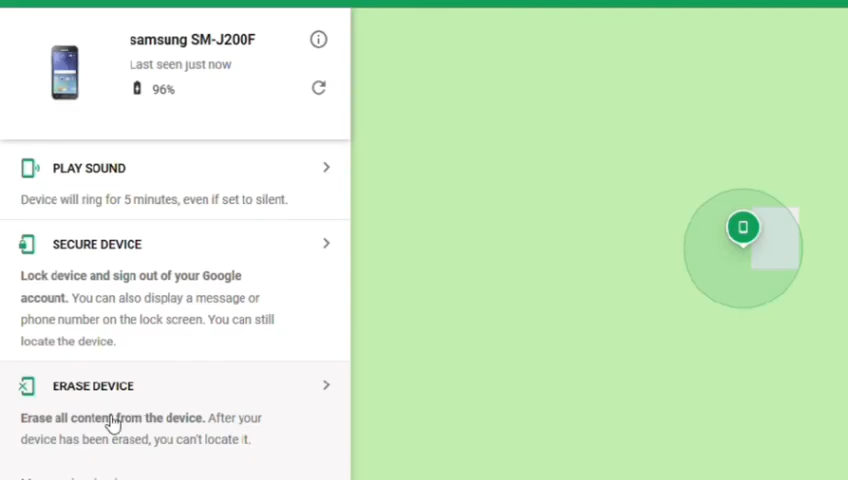 samsung SM-J200F
Last seen just now
96%
PLAY SOUND
Device will ring for 5 minutes, even if set to silent.
SECURE DEVICE
Lock device and sign out of your Google
account. You can also display a message or
phone number on the lock screen. You can still
locate the device.
ERASE DEVICE
Erase all content from the device. After your
device has been erased, you can't locate it.